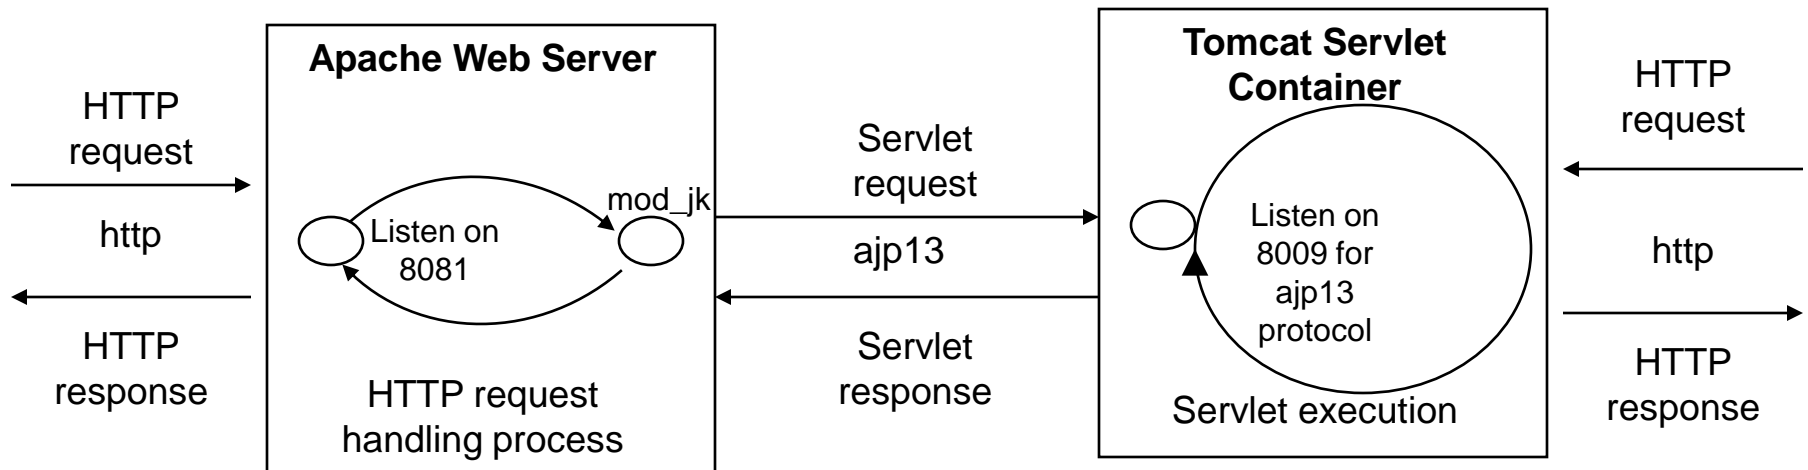 HTTP
request
http
HTTP
response
Apache Web Server
mod_jk
Listen on
8081
HTTP request
handling process
Servlet
request
ajp13
Servlet
response
Tomcat Servlet
Container
Listen on
8009 for
ajp13
protocol
Servlet execution
HTTP
request
http
HTTP
response